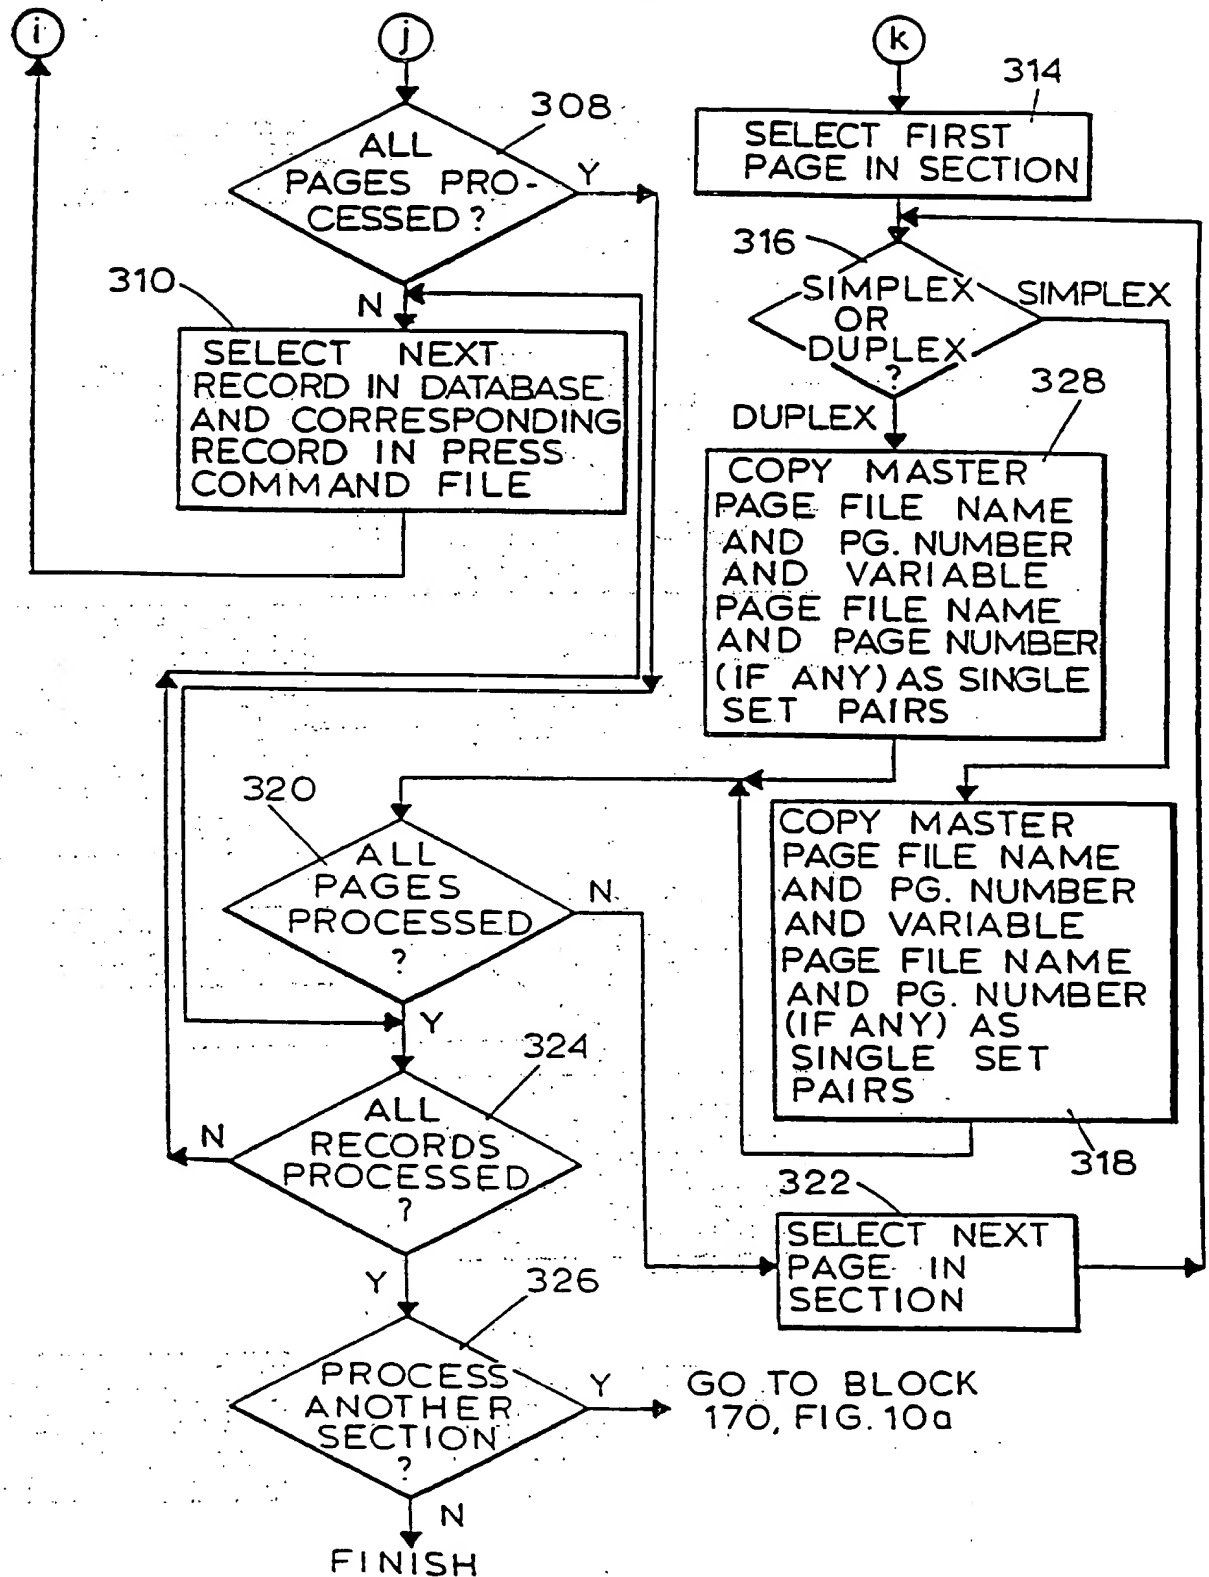 i
j
k
308
ALL
PAGES PRO-
CESSED?
Y
N
310
SELECT NEXT
RECORD IN DATABASE
AND CORRESPONDING
RECORD IN PRESS
COMMAND FILE
314
SELECT FIRST
PAGE IN SECTION
316
SIMPLEX
OR
DUPLEX
?
SIMPLEX
DUPLEX
328
COPY MASTER
PAGE FILE NAME
AND PG. NUMBER
AND VARIABLE
PAGE FILE NAME
AND PAGE NUMBER
(IF ANY) AS SINGLE
SET PAIRS
COPY MASTER
PAGE FILE NAME
AND PG. NUMBER
AND VARIABLE
PAGE FILE NAME
AND PG. NUMBER
(IF ANY) AS
SINGLE SET
PAIRS
318
320
ALL
PAGES
PROCESSED
?
N
Y
322
SELECT NEXT
PAGE IN
SECTION
324
ALL
RECORDS
PROCESSED
?
N
Y
326
PROCESS
ANOTHER
SECTION
?
Y
GO TO BLOCK
170, FIG. 10a
N
FINISH